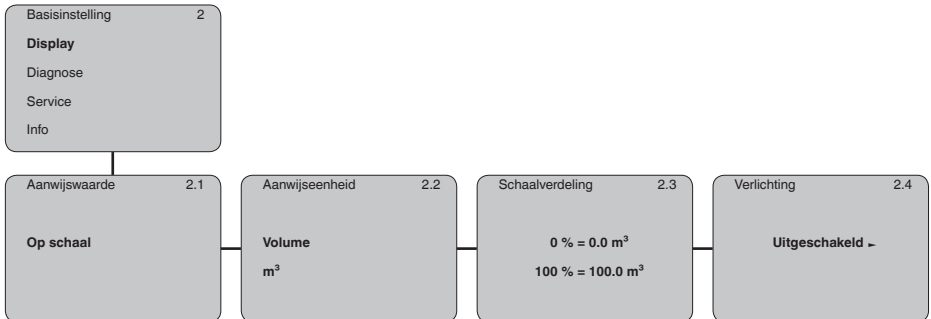 Basisinstelling 2
Display
Diagnose
Service
Info
Aanwijswaarde 2.1
Op schaal
Aanwijseenheid 2.2
Volume
m³
Schaalverdeling 2.3
0 % = 0.0 m³
100 % = 100.0 m³
Verlichting 2.4
Uitgeschakeld ►